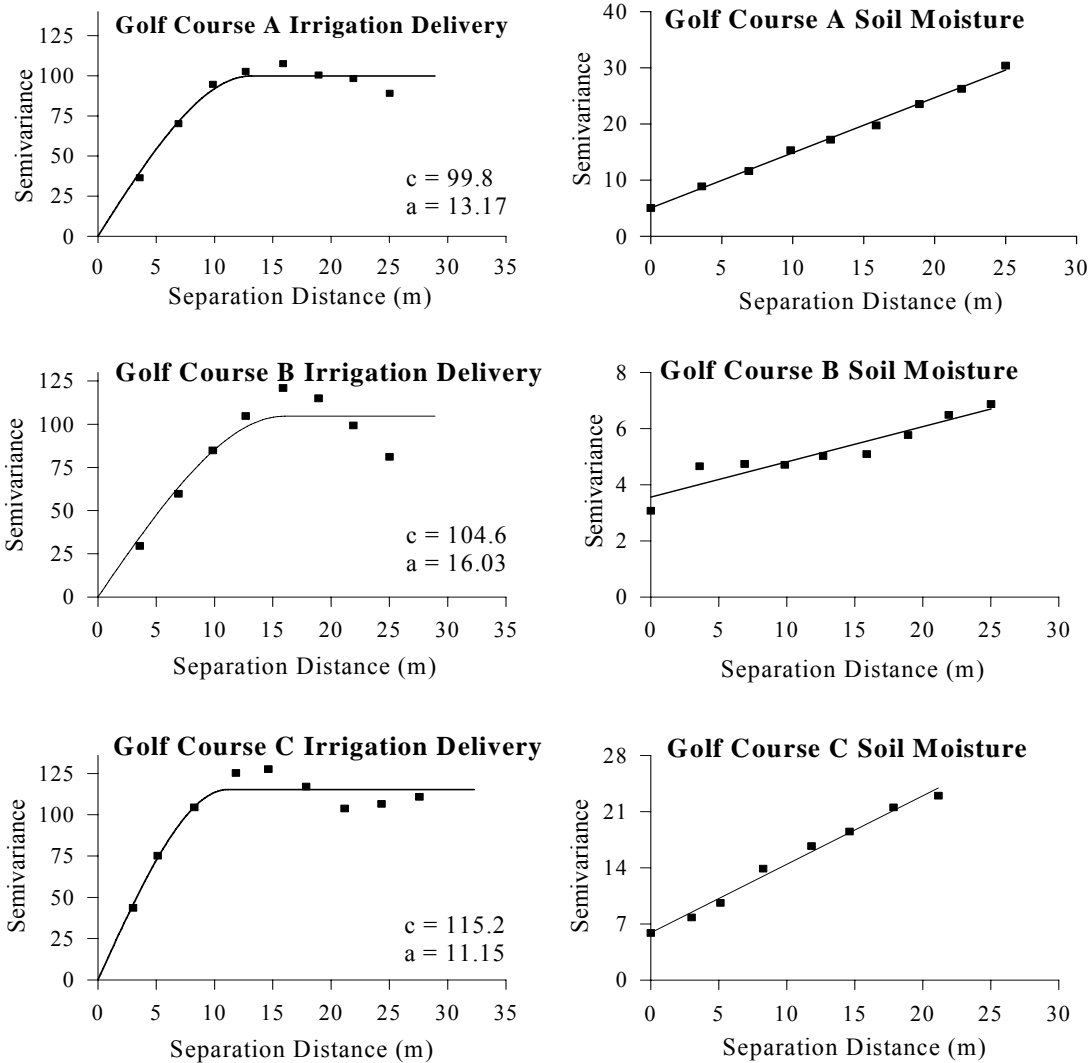 Golf Course A Irrigation Delivery
125
100
75
50
25
0
Semivariance
c = 99.8
a = 13.17
0 5 10 15 20 25 30 35
Separation Distance (m)
Golf Course A Soil Moisture
40
30
20
10
0
Semivariance
0 5 10 15 20 25 30
Separation Distance (m)
Golf Course B Irrigation Delivery
125
100
75
50
25
0
Semivariance
c = 104.6
a = 16.03
0 5 10 15 20 25 30 35
Separation Distance (m)
Golf Course B Soil Moisture
8
6
4
2
0
Semivariance
0 5 10 15 20 25 30
Separation Distance (m)
Golf Course C Irrigation Delivery
125
100
75
50
25
0
Semivariance
c = 115.2
a = 11.15
0 5 10 15 20 25 30 35
Separation Distance (m)
Golf Course C Soil Moisture
28
21
14
7
0
Semivariance
0 5 10 15 20 25 30
Separation Distance (m)